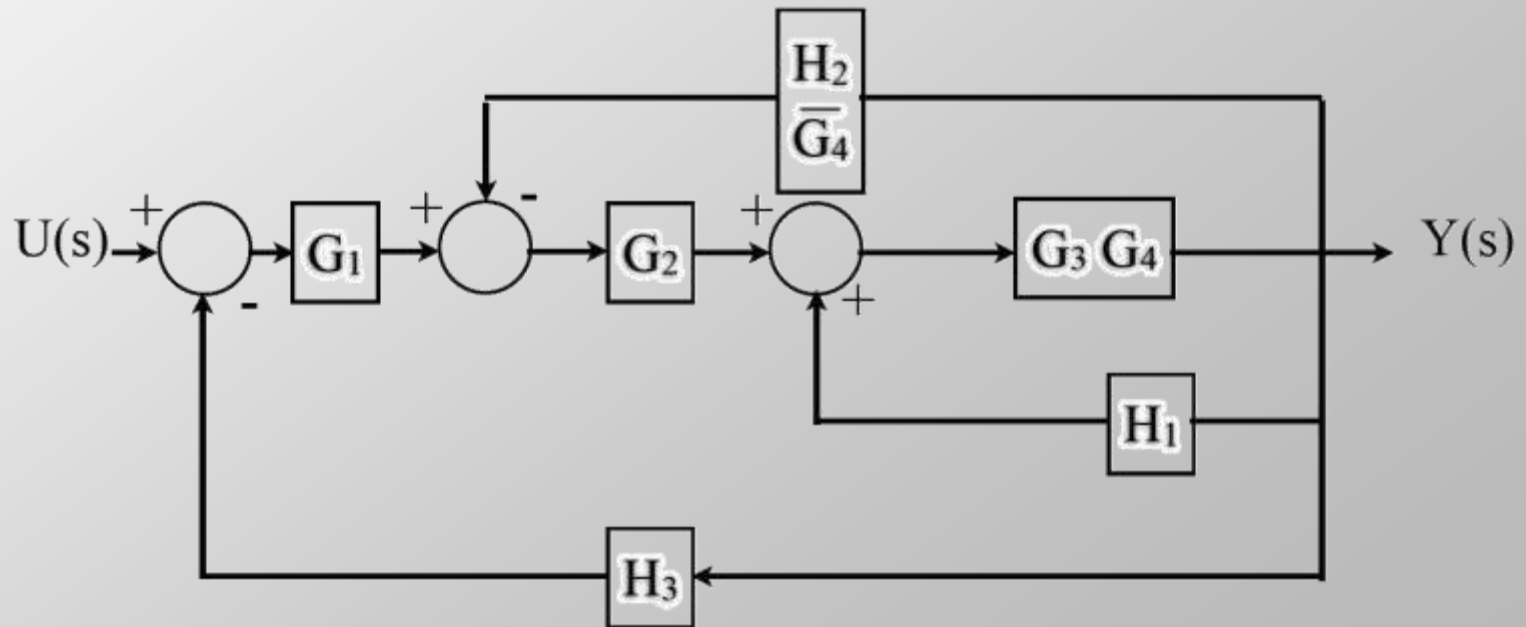 H₂
G₄
+ + - +
U(s) G₁ G₂ G₃ G₄ Y(s)
- +
H₁
H₃